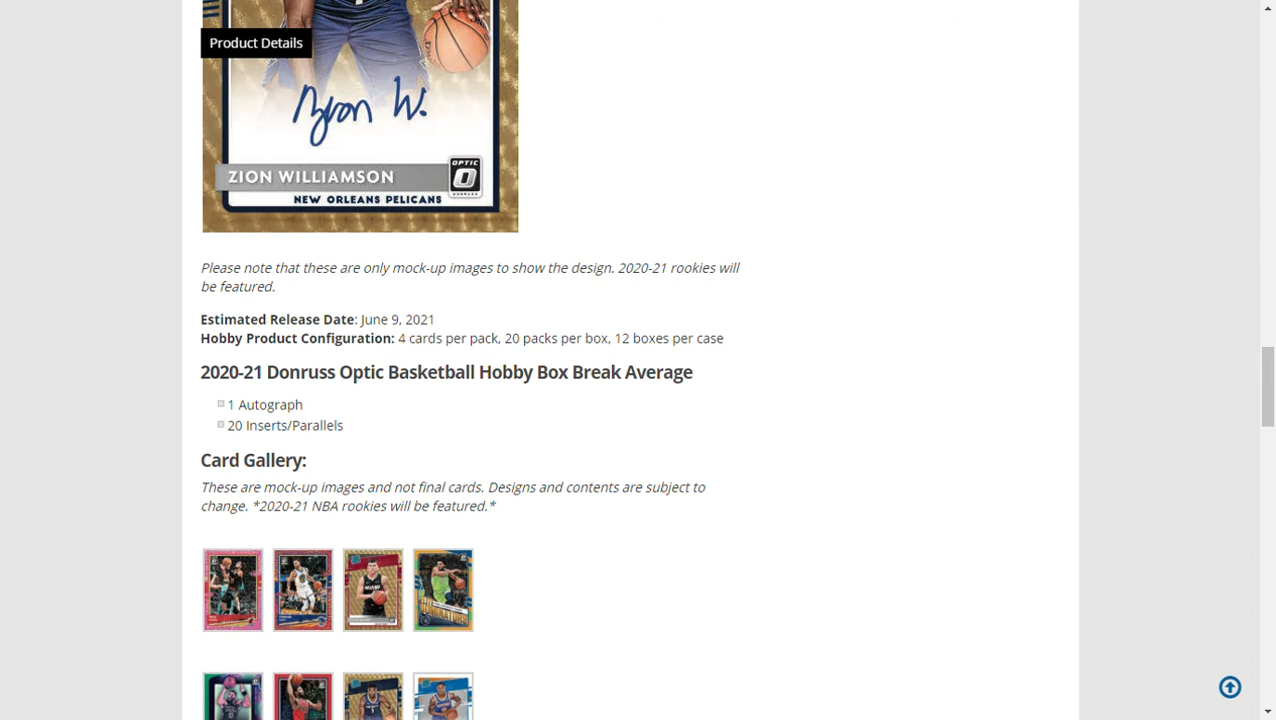 Product Details
Zion W.
ZION WILLIAMSON
OPTIC
DONRUSS
NEW ORLEANS PELICANS
Please note that these are only mock-up images to show the design. 2020-21 rookies will
be featured.
Estimated Release Date: June 9, 2021
Hobby Product Configuration: 4 cards per pack, 20 packs per box, 12 boxes per case
2020-21 Donruss Optic Basketball Hobby Box Break Average
1 Autograph
20 Inserts/Parallels
Card Gallery:
These are mock-up images and not final cards. Designs and contents are subject to
change. *2020-21 NBA rookies will be featured.*